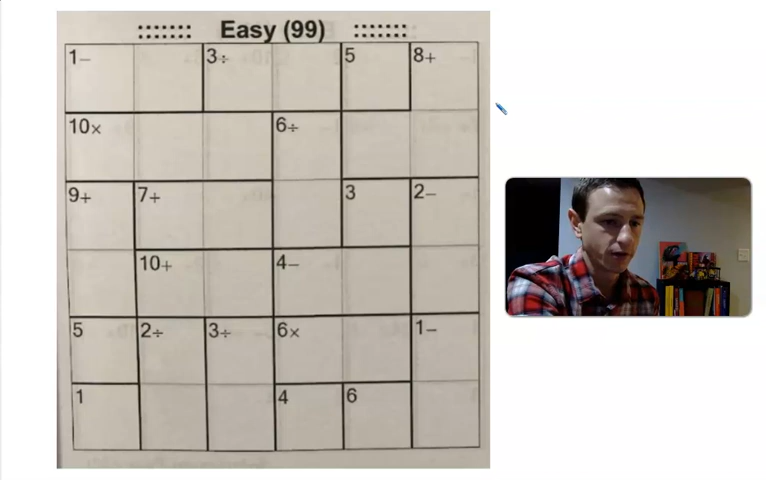 Easy (99)
1− 3÷ 5 8+
10× 6÷
9+ 7+ 3 2−
10+ 4−
5 2÷ 3÷ 6× 1−
1 4 6